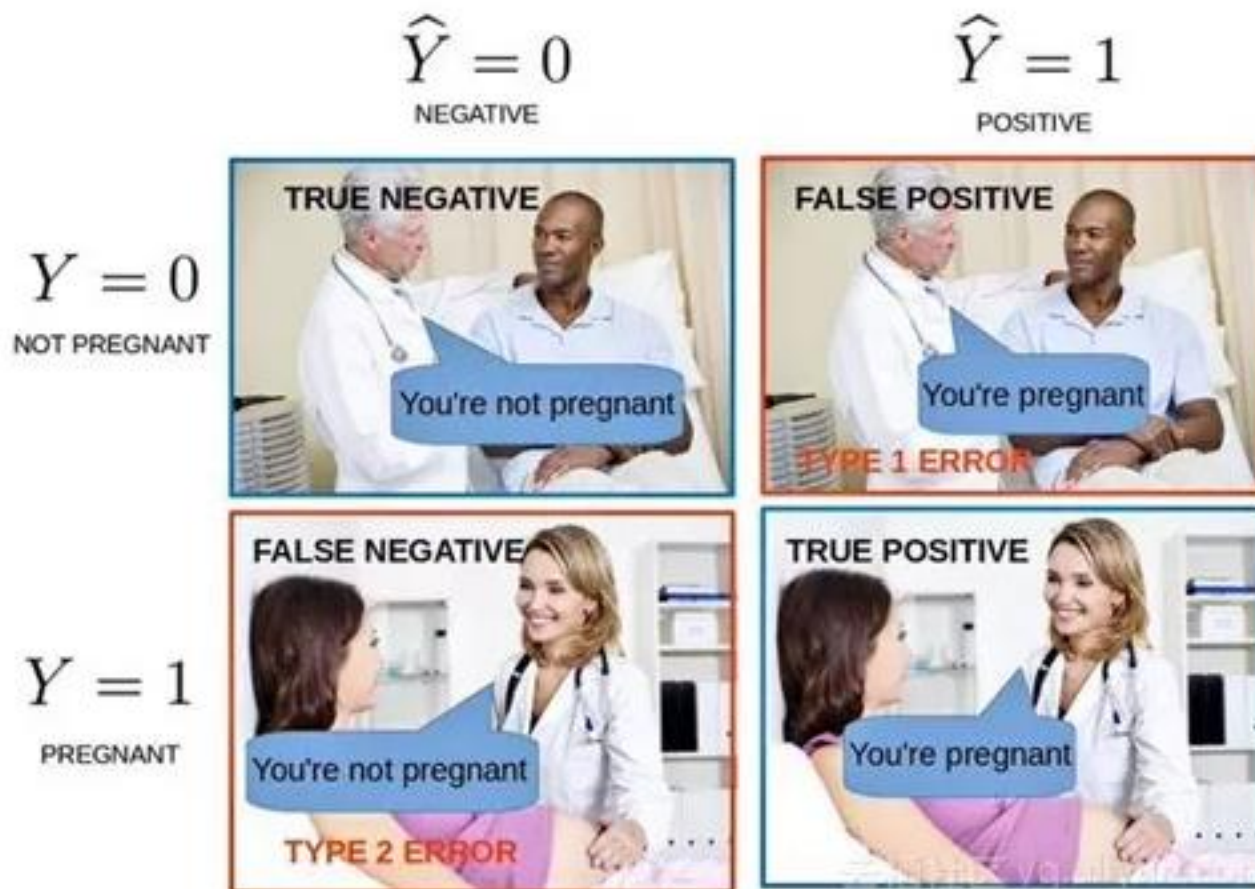 Ŷ = 0
Ŷ = 1
NEGATIVE
POSITIVE
TRUE NEGATIVE
FALSE POSITIVE
Y = 0
NOT PREGNANT
You're not pregnant
You're pregnant
TYPE 1 ERROR
FALSE NEGATIVE
TRUE POSITIVE
Y = 1
PREGNANT
You're not pregnant
You're pregnant
TYPE 2 ERROR